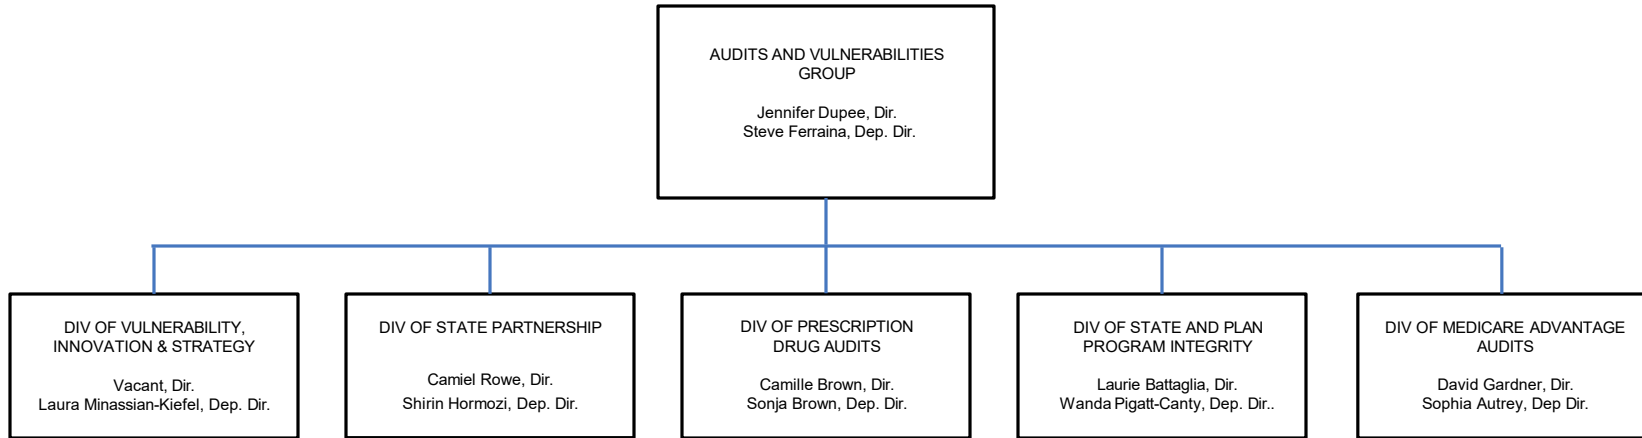 AUDITS AND VULNERABILITIES
GROUP
Jennifer Dupee, Dir.
Steve Ferraina, Dep. Dir.
DIV OF VULNERABILITY,
INNOVATION & STRATEGY
Vacant, Dir.
Laura Minassian-Kiefel, Dep. Dir.
DIV OF STATE PARTNERSHIP
Camiel Rowe, Dir.
Shirin Hormozi, Dep. Dir.
DIV OF PRESCRIPTION
DRUG AUDITS
Camille Brown, Dir.
Sonja Brown, Dep. Dir.
DIV OF STATE AND PLAN
PROGRAM INTEGRITY
Laurie Battaglia, Dir.
Wanda Pigatt-Canty, Dep. Dir..
DIV OF MEDICARE ADVANTAGE
AUDITS
David Gardner, Dir.
Sophia Autrey, Dep Dir.